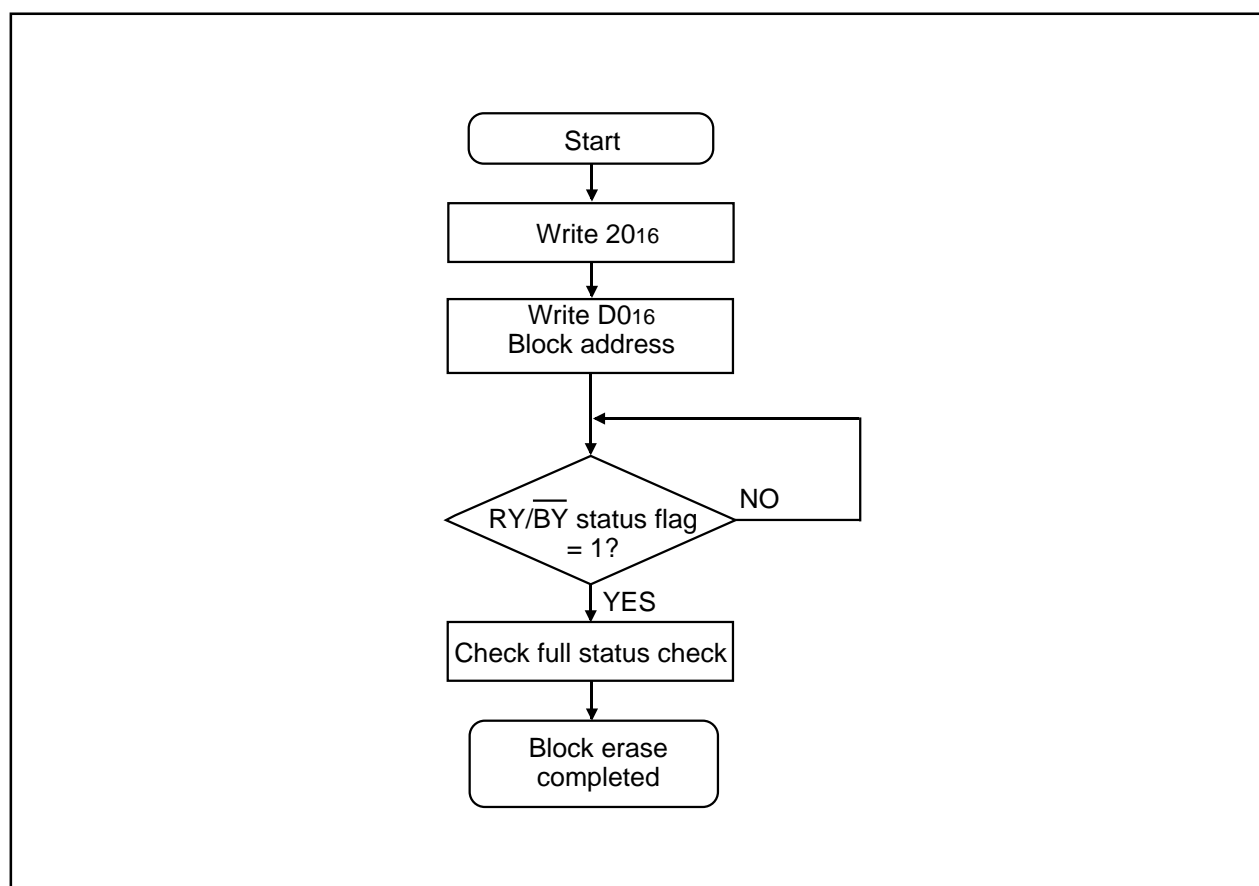 Start
Write 2016
Write D016
Block address
NO
RY/B̅Y̅ status flag
= 1?
YES
Check full status check
Block erase
completed